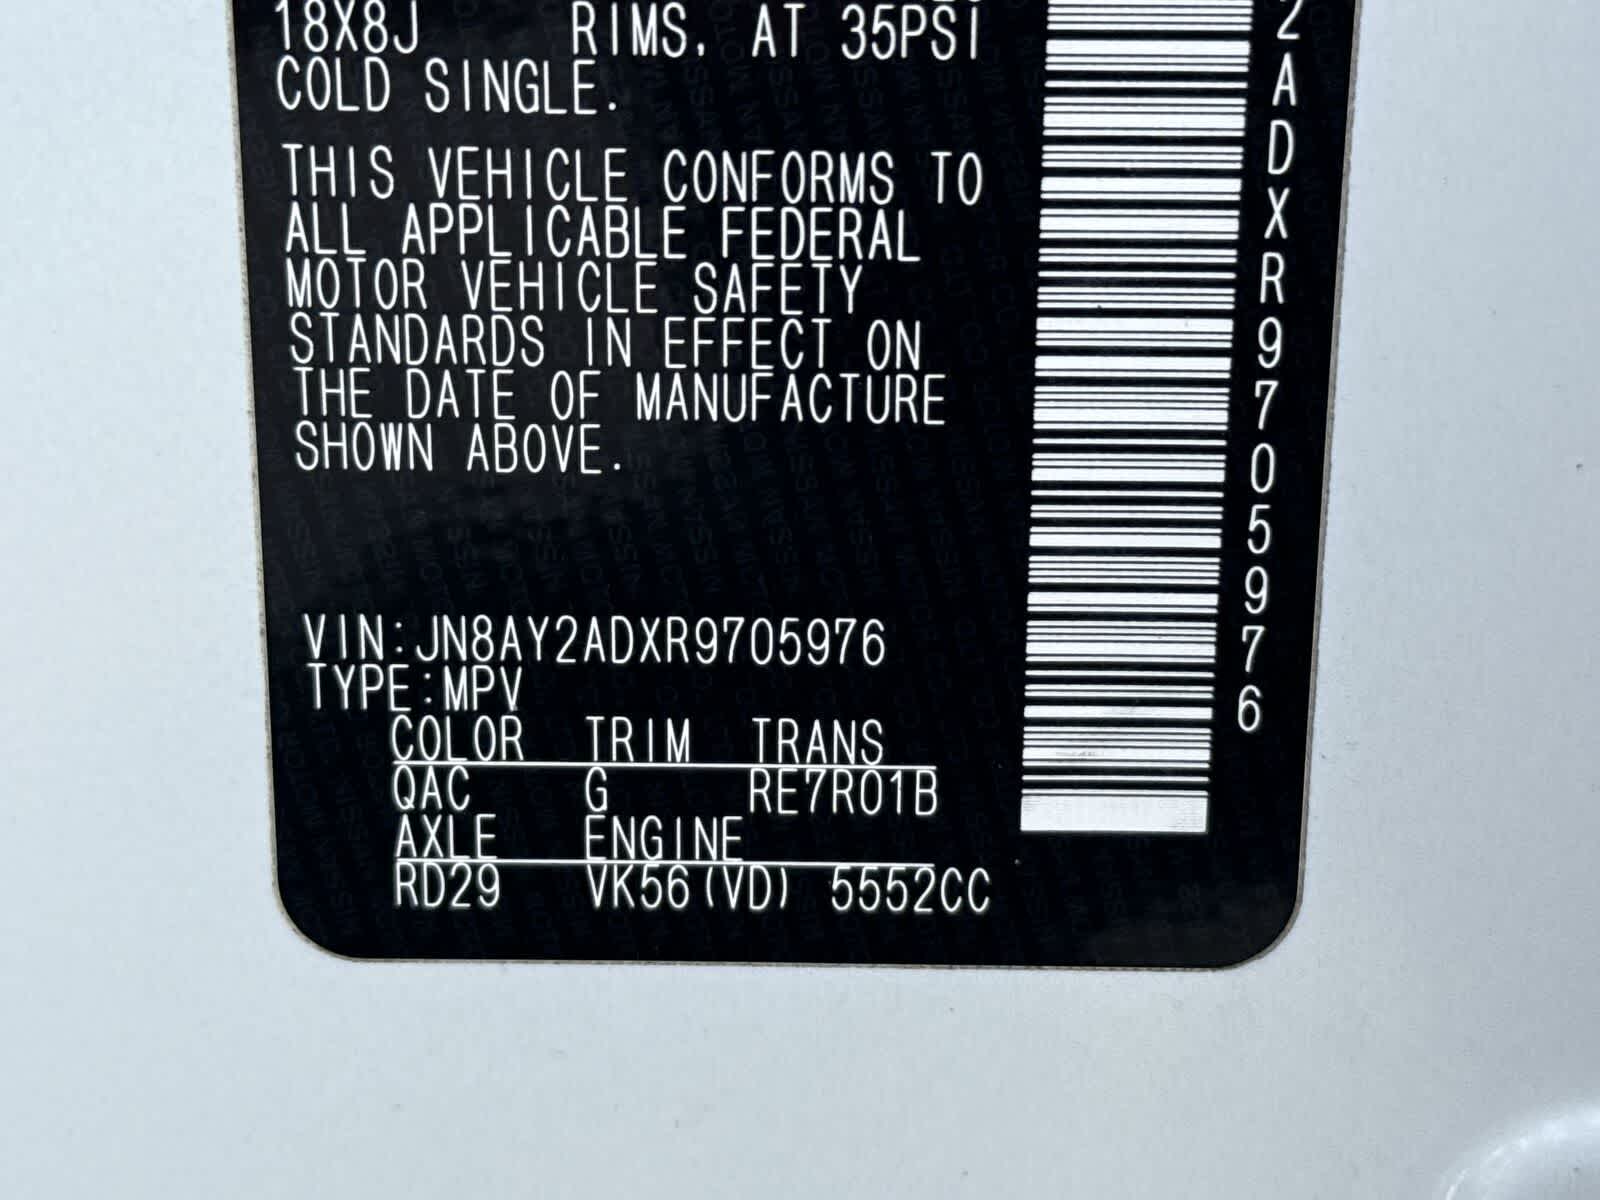 18X8J RIMS, AT 35PSI
COLD SINGLE.
THIS VEHICLE CONFORMS TO
ALL APPLICABLE FEDERAL
MOTOR VEHICLE SAFETY
STANDARDS IN EFFECT ON
THE DATE OF MANUFACTURE
SHOWN ABOVE.
VIN:JN8AY2ADXR9705976
TYPE:MPV
COLOR TRIM TRANS
QAC G RE7R01B
AXLE ENGINE
RD29 VK56(VD) 5552CC
2ADXR9705976